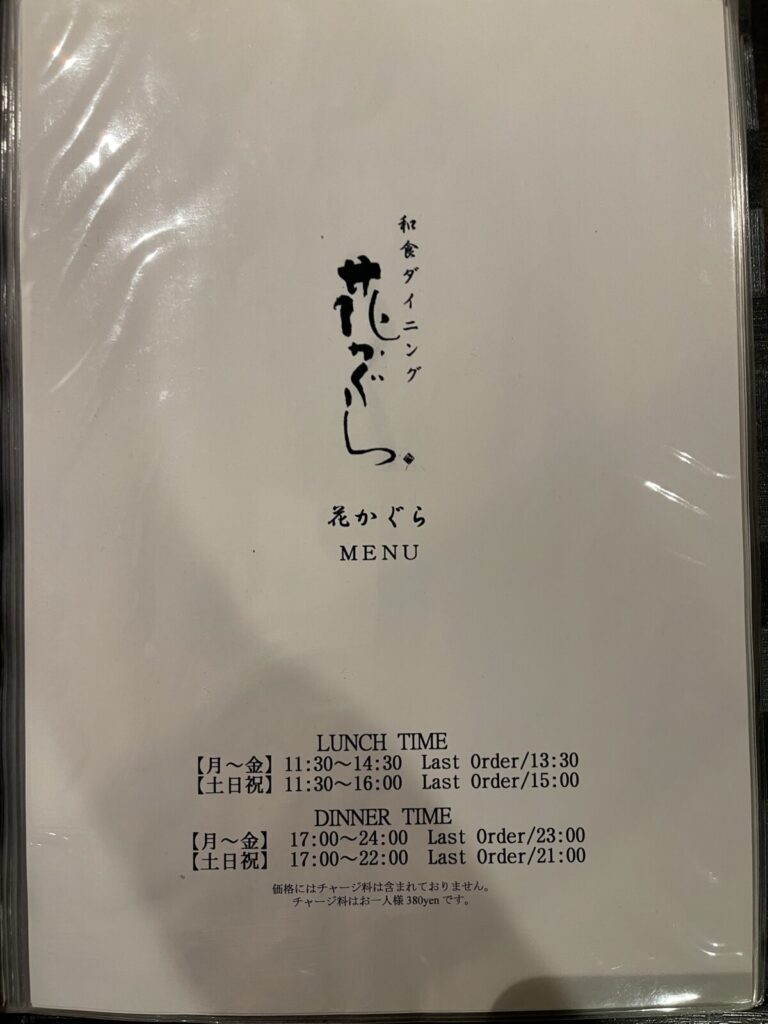 和食ダイニング
花かぐら
花かぐら
MENU
LUNCH TIME
【月～金】11:30～14:30 Last Order/13:30
【土日祝】11:30～16:00 Last Order/15:00
DINNER TIME
【月～金】 17:00～24:00 Last Order/23:00
【土日祝】 17:00～22:00 Last Order/21:00
価格にはチャージ料は含まれておりません。
チャージ料はお一人様380yenです。